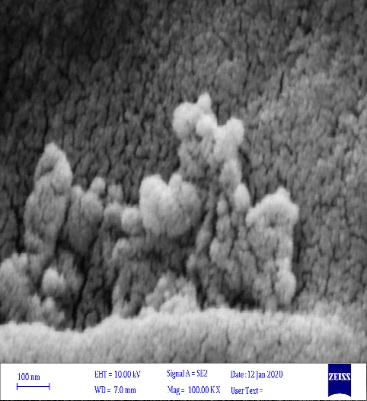 100 nm
EHT = 10.00 kV
WD = 7.0 mm
Signal A = SE2
Mag = 100.00 K X
Date :12 Jan 2020
User Text =
ZEISS